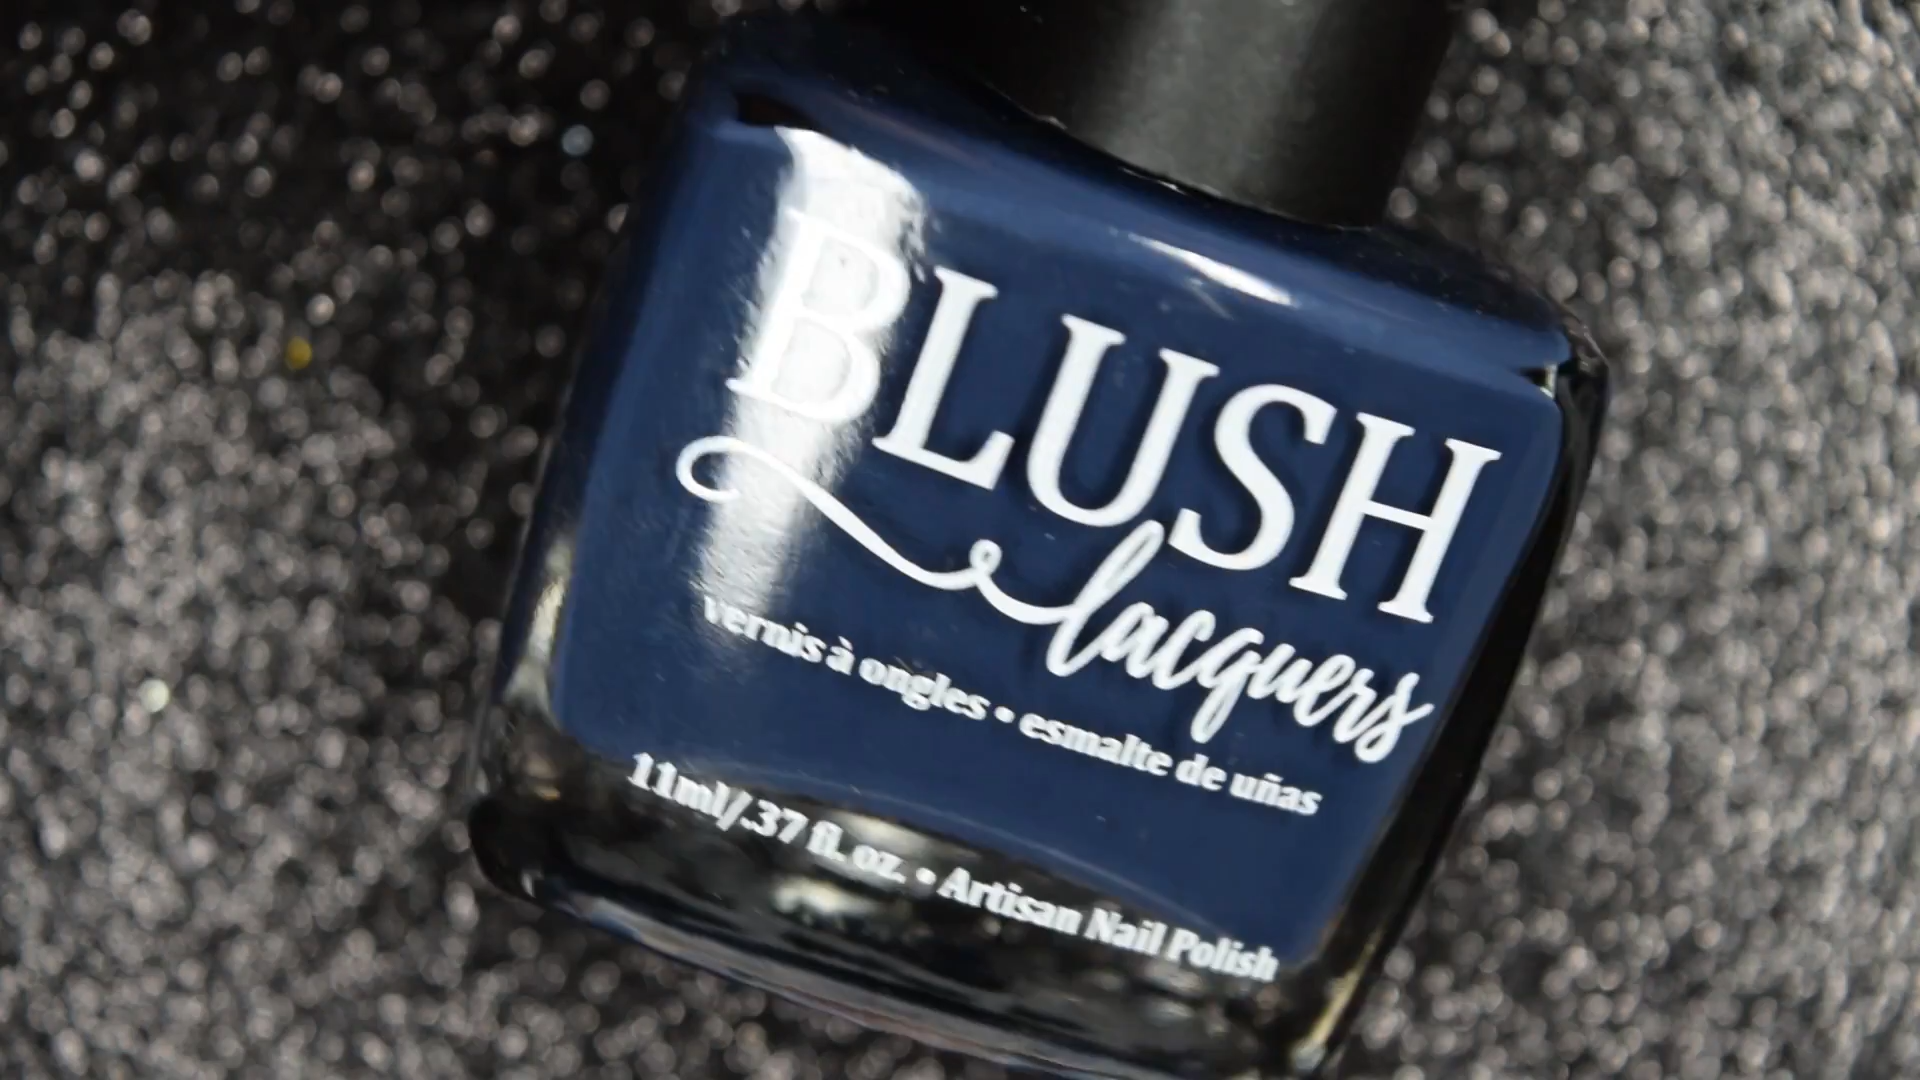 BLUSH
lacquers
vernis à ongles • esmalte de uñas
11ml/.37 fl. oz. • Artisan Nail Polish